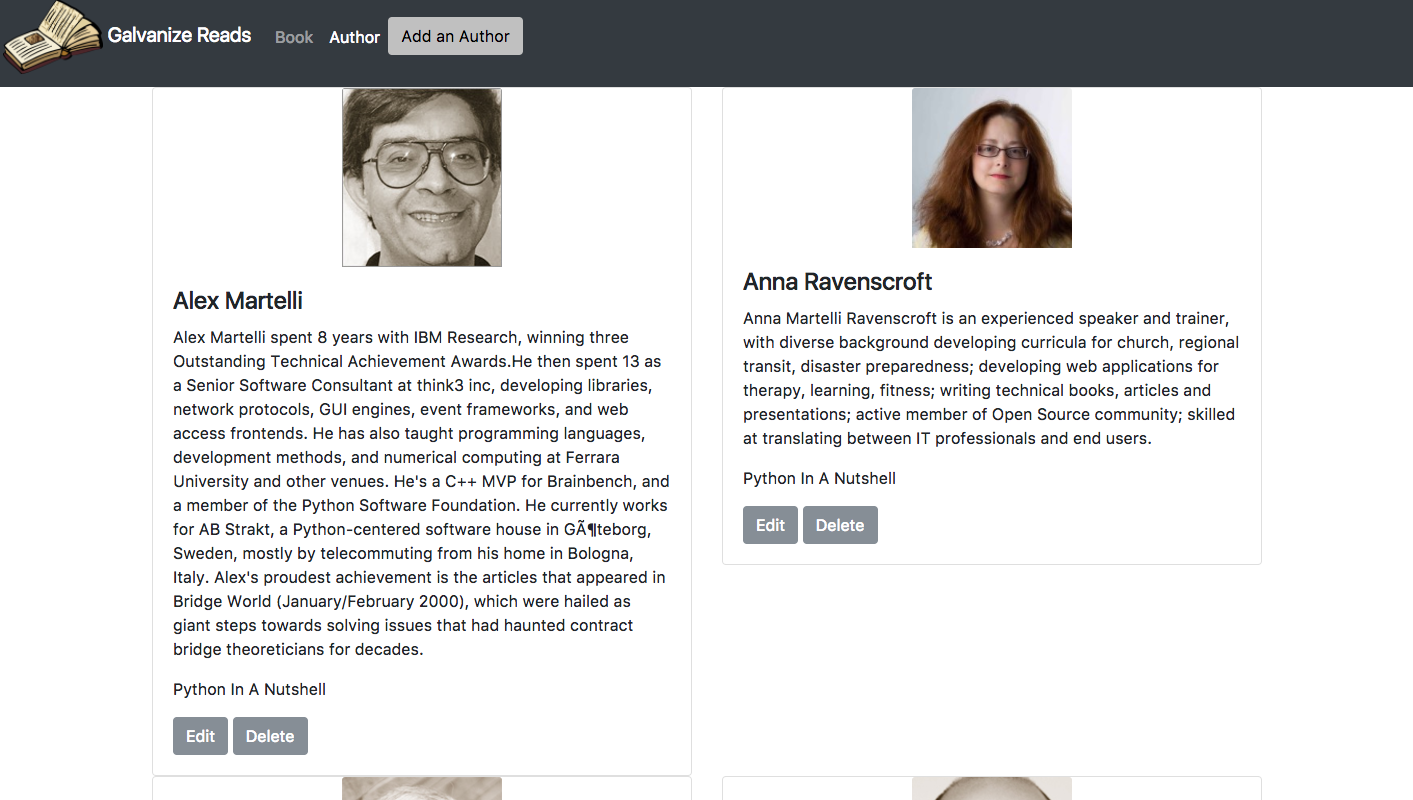 Galvanize Reads Book Author Add an Author
Alex Martelli
Alex Martelli spent 8 years with IBM Research, winning three
Outstanding Technical Achievement Awards.He then spent 13 as
a Senior Software Consultant at think3 inc, developing libraries,
network protocols, GUI engines, event frameworks, and web
access frontends. He has also taught programming languages,
development methods, and numerical computing at Ferrara
University and other venues. He's a C++ MVP for Brainbench, and
a member of the Python Software Foundation. He currently works
for AB Strakt, a Python-centered software house in GÃ¶teborg,
Sweden, mostly by telecommuting from his home in Bologna,
Italy. Alex's proudest achievement is the articles that appeared in
Bridge World (January/February 2000), which were hailed as
giant steps towards solving issues that had haunted contract
bridge theoreticians for decades.
Python In A Nutshell
Edit Delete
Anna Ravenscroft
Anna Martelli Ravenscroft is an experienced speaker and trainer,
with diverse background developing curricula for church, regional
transit, disaster preparedness; developing web applications for
therapy, learning, fitness; writing technical books, articles and
presentations; active member of Open Source community; skilled
at translating between IT professionals and end users.
Python In A Nutshell
Edit Delete